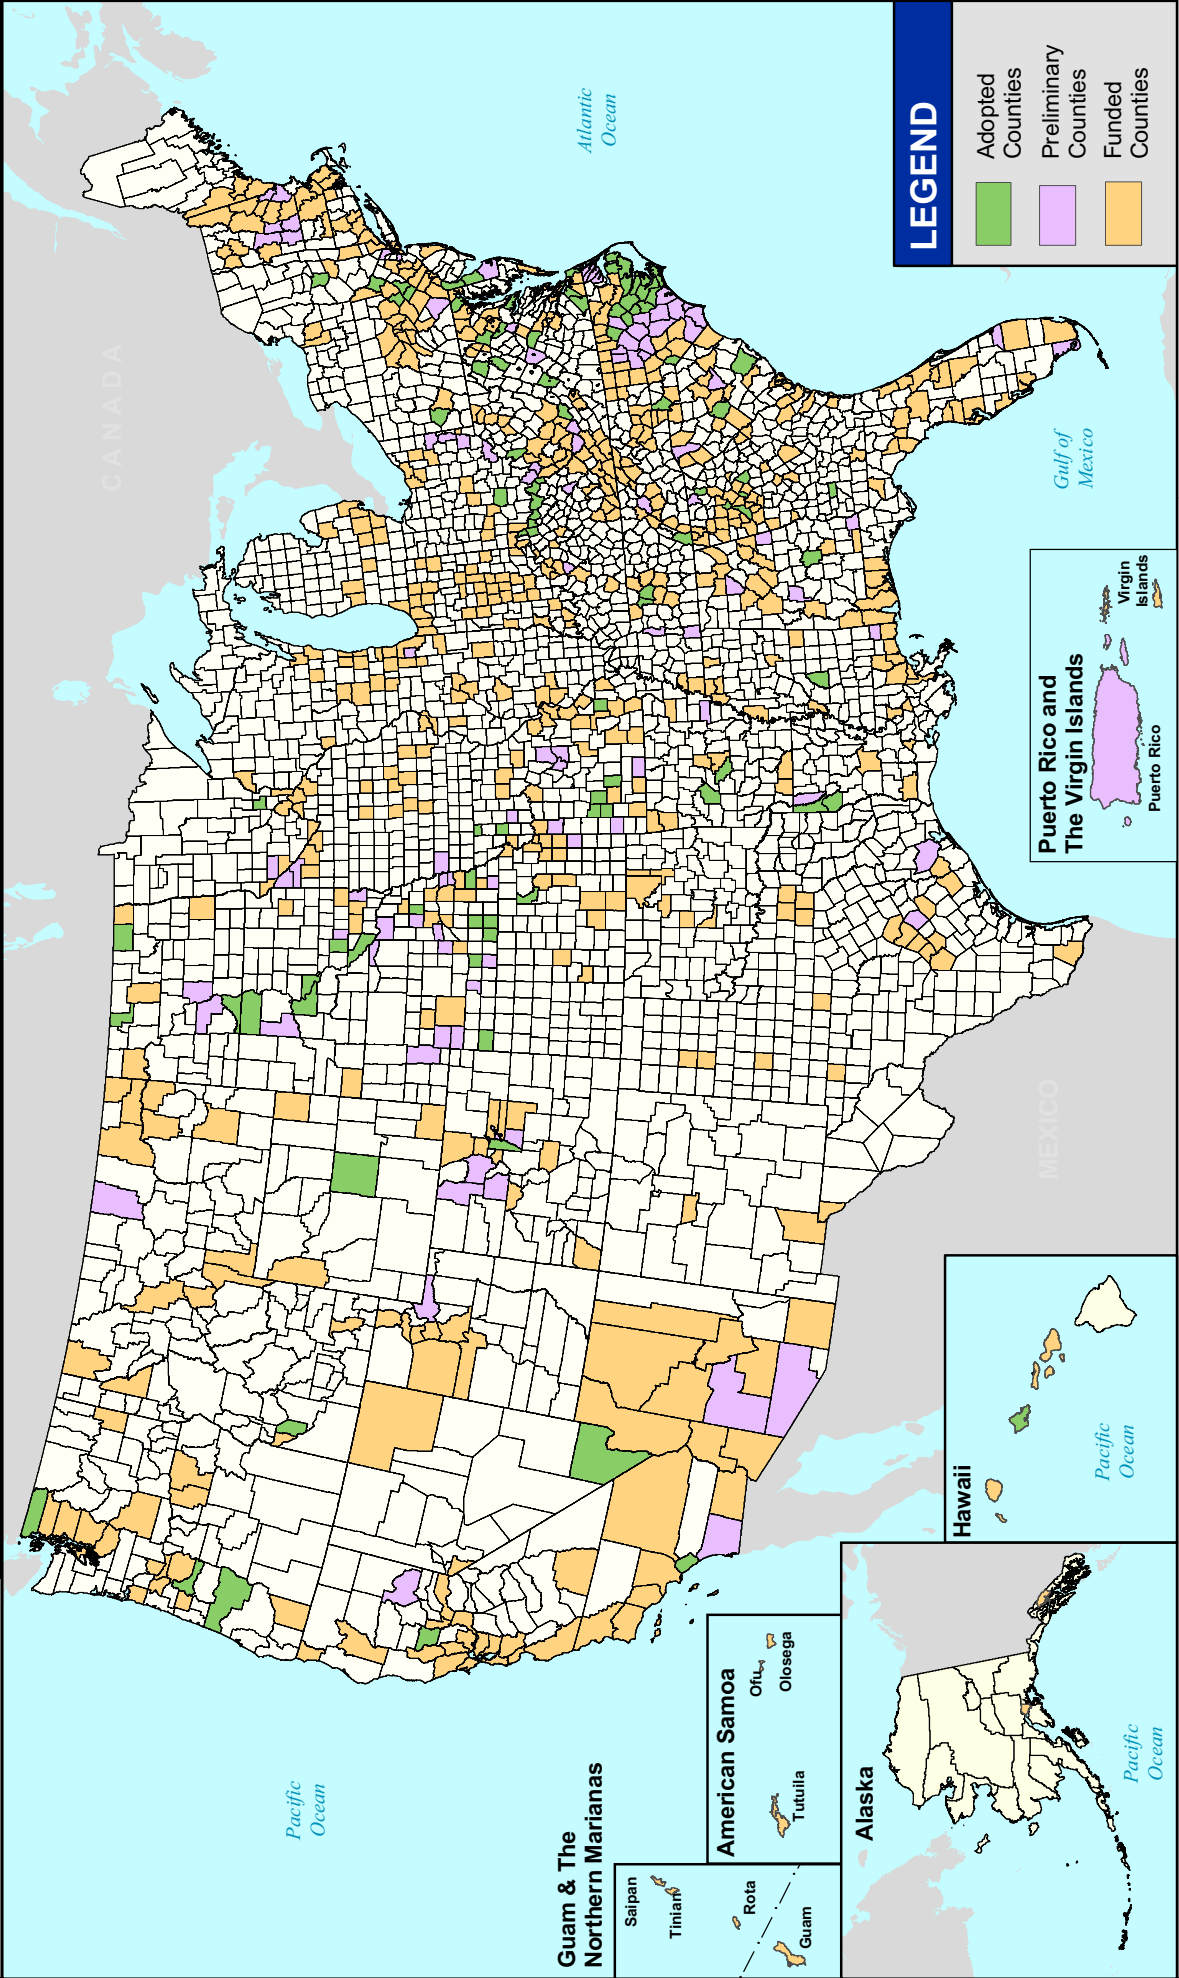 CANADA
Atlantic
Ocean
Gulf of
Mexico
MEXICO
Pacific
Ocean
LEGEND
Adopted
Counties
Preliminary
Counties
Funded
Counties
Puerto Rico and
The Virgin Islands
Puerto Rico
Virgin
Islands
Hawaii
Pacific
Ocean
Alaska
Pacific
Ocean
American Samoa
Ofu
Olosega
Tutuila
Guam & The
Northern Marianas
Saipan
Tinian
Rota
Guam